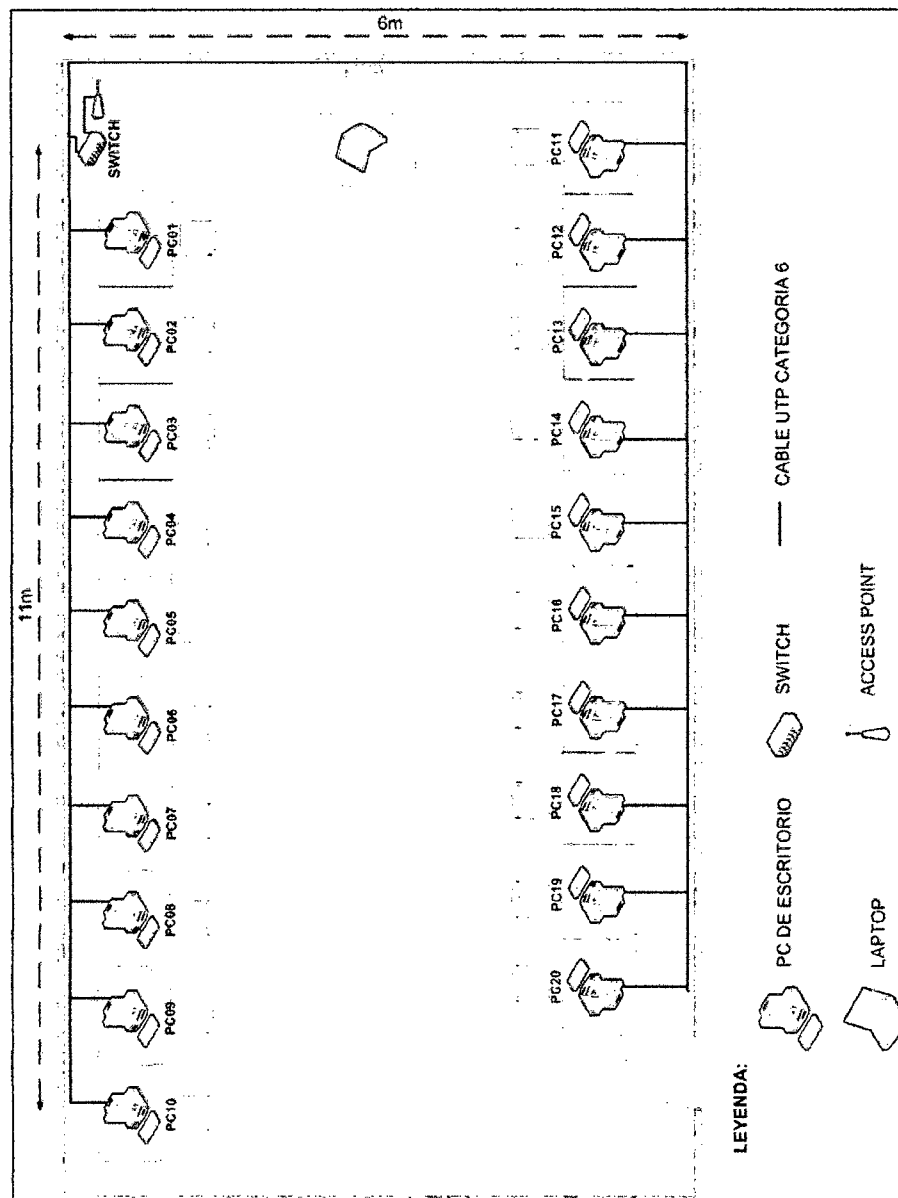 6m
11m
SWITCH
PC01
PC02
PC03
PC04
PC05
PC06
PC07
PC08
PC09
PC10
PC11
PC12
PC13
PC14
PC15
PC16
PC17
PC18
PC19
PC20
LEYENDA:
PC DE ESCRITORIO
SWITCH
CABLE UTP CATEGORIA 6
LAPTOP
ACCESS POINT